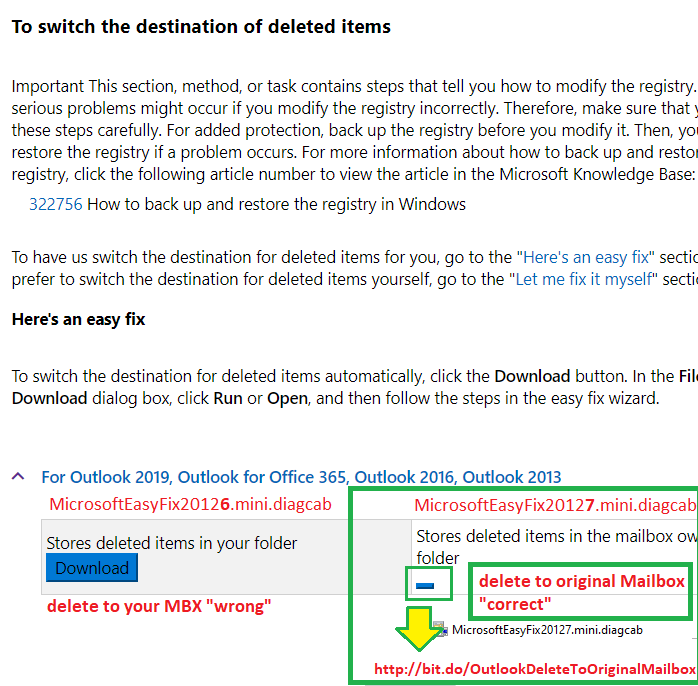 To switch the destination of deleted items
Important This section, method, or task contains steps that tell you how to modify the registry.
serious problems might occur if you modify the registry incorrectly. Therefore, make sure that
these steps carefully. For added protection, back up the registry before you modify it. Then,
restore the registry if a problem occurs. For more information about how to back up and
registry, click the following article number to view the article in the Microsoft Knowledge Base:
322756 How to back up and restore the registry in Windows
To have us switch the destination for deleted items for you, go to the "Here's an easy fix"
prefer to switch the destination for deleted items yourself, go to the "Let me fix it myself"
Here's an easy fix
To switch the destination for deleted items automatically, click the Download button. In the
Download dialog box, click Run or Open, and then follow the steps in the easy fix wizard.
For Outlook 2019, Outlook for Office 365, Outlook 2016, Outlook 2013
MicrosoftEasyFix20126.mini.diagcab
MicrosoftEasyFix20127.mini.diagcab
Stores deleted items in your folder
Download
delete to your MBX "wrong"
Stores deleted items in the mailbox
folder
delete to original Mailbox
"correct"
MicrosoftEasyFix20127.mini.diagcab
http://bit.do/OutlookDeleteToOriginalMailbox